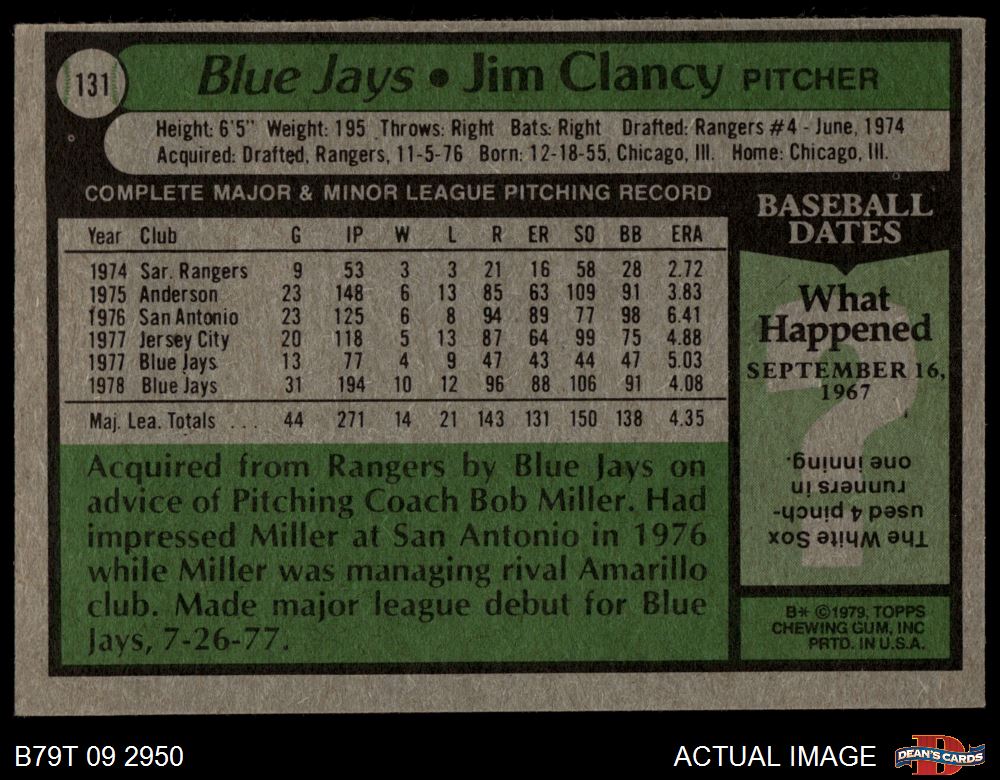 131
Blue Jays • Jim Clancy PITCHER
Height: 6'5" Weight: 195 Throws: Right Bats: Right Drafted: Rangers #4 - June, 1974
Acquired: Drafted, Rangers, 11-5-76 Born: 12-18-55, Chicago, Ill. Home: Chicago, Ill.
COMPLETE MAJOR & MINOR LEAGUE PITCHING RECORD
Year Club G IP W L R ER SO BB ERA
1974 Sar. Rangers 9 53 3 3 21 16 58 28 2.72
1975 Anderson 23 148 6 13 85 63 109 91 3.83
1976 San Antonio 23 125 6 8 94 89 77 98 6.41
1977 Jersey City 20 118 5 13 87 64 99 75 4.88
1977 Blue Jays 13 77 4 9 47 43 44 47 5.03
1978 Blue Jays 31 194 10 12 96 88 106 91 4.08
Maj. Lea. Totals ... 44 271 14 21 143 131 150 138 4.35
Acquired from Rangers by Blue Jays on
advice of Pitching Coach Bob Miller. Had
impressed Miller at San Antonio in 1976
while Miller was managing rival Amarillo
club. Made major league debut for Blue
Jays, 7-26-77.
BASEBALL
DATES
What
Happened
SEPTEMBER 16,
1967
The White Sox
used 4 pinch-
runners in
one inning.
B* ©1979, TOPPS
CHEWING GUM, INC
PRTD. IN U.S.A.
B79T 09 2950
ACTUAL IMAGE
D
DEAN'S CARDS